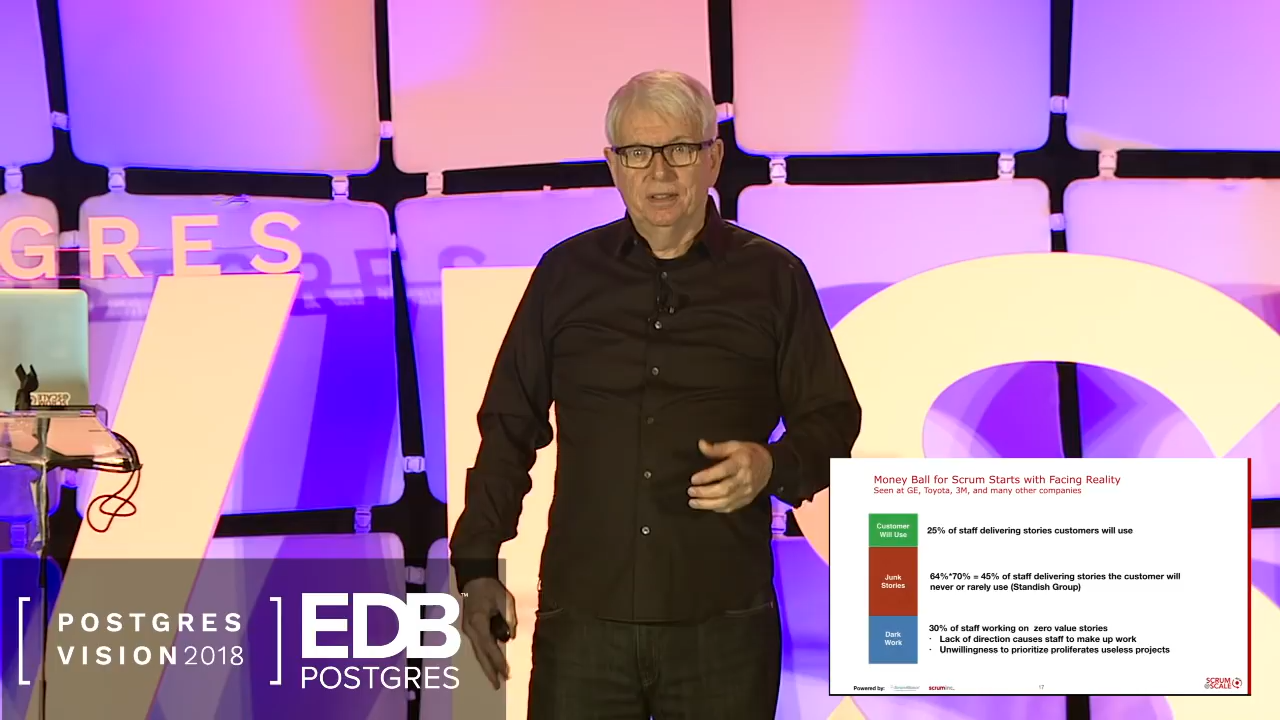 GRES
POSTGRES
VISION2018
EDB™
POSTGRES
Money Ball for Scrum Starts with Facing Reality
Seen at GE, Toyota, 3M, and many other companies
Customer
Will Use
25% of staff delivering stories customers will use
Junk
Stories
64%*70% = 45% of staff delivering stories the customer will
never or rarely use (Standish Group)
Dark
Work
30% of staff working on zero value stories
· Lack of direction causes staff to make up work
· Unwillingness to prioritize proliferates useless projects
Powered by:
scruminc.
17
SCRUM
@SCALE